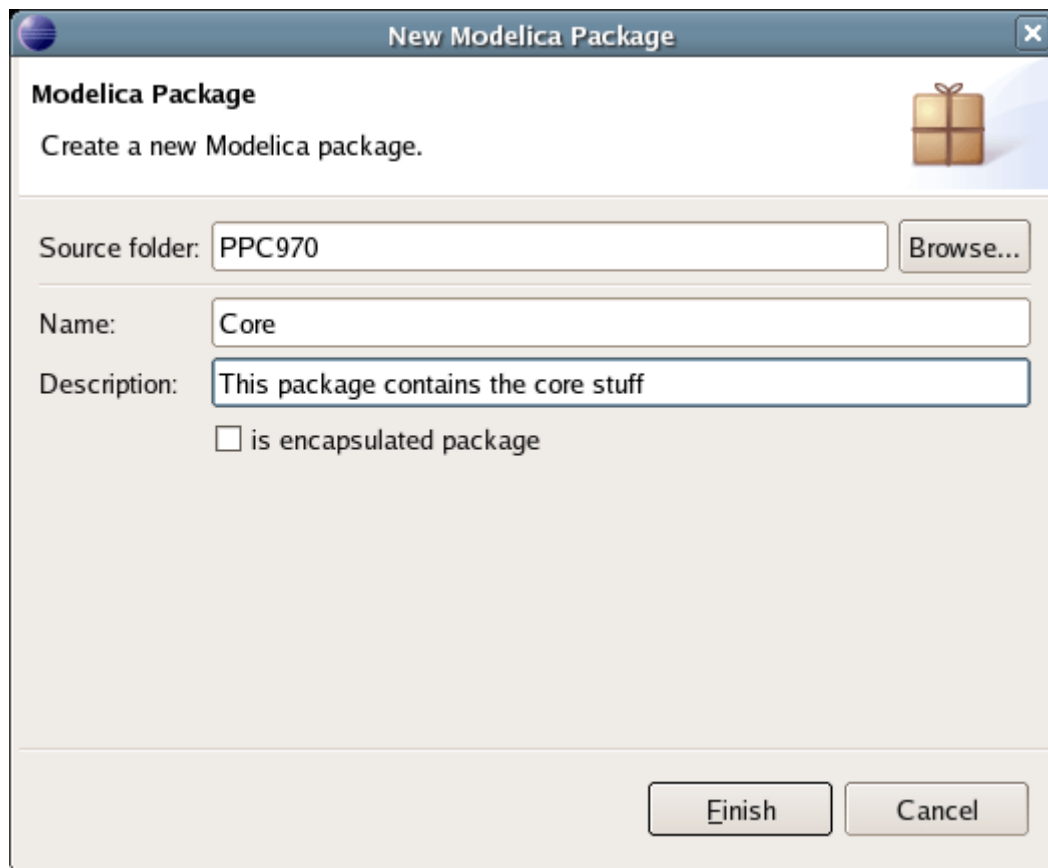 New Modelica Package
Modelica Package
Create a new Modelica package.
Source folder: PPC970 Browse...
Name: Core
Description: This package contains the core stuff
is encapsulated package
Finish Cancel